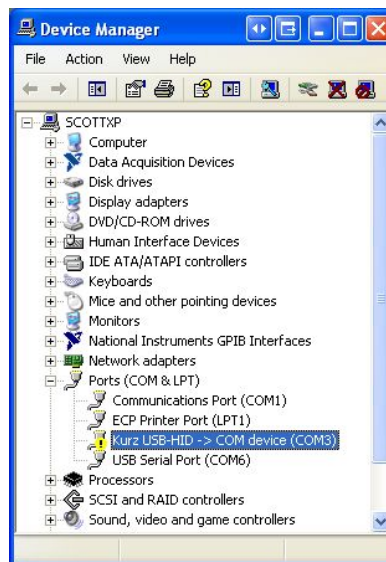 Device Manager
File Action View Help
SCOTTXP
Computer
Data Acquisition Devices
Disk drives
Display adapters
DVD/CD-ROM drives
Human Interface Devices
IDE ATA/ATAPI controllers
Keyboards
Mice and other pointing devices
Monitors
National Instruments GPIB Interfaces
Network adapters
Ports (COM & LPT)
Communications Port (COM1)
ECP Printer Port (LPT1)
Kurz USB-HID -> COM device (COM3)
USB Serial Port (COM6)
Processors
SCSI and RAID controllers
Sound, video and game controllers